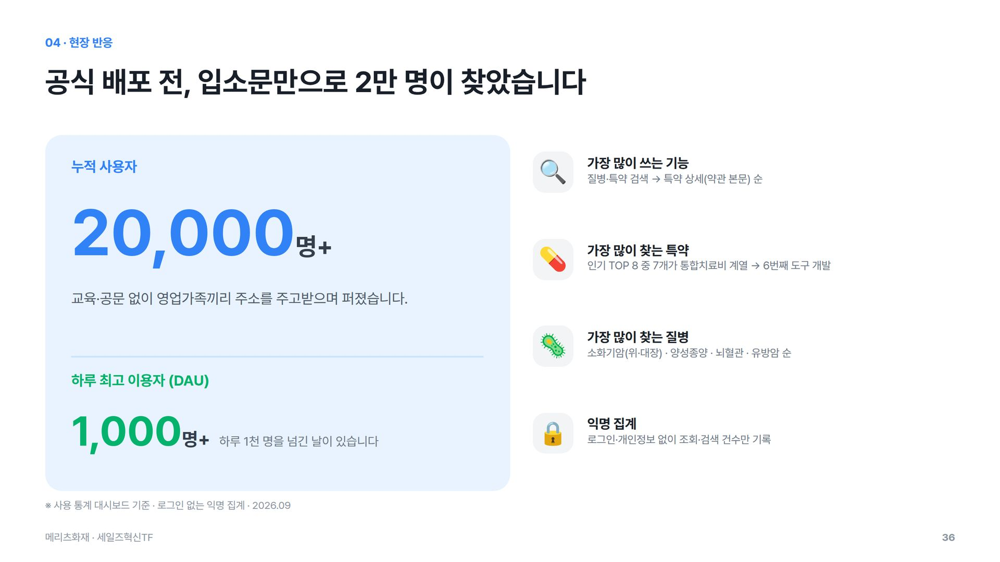 04 · 현장 반응
공식 배포 전, 입소문만으로 2만 명이 찾았습니다
누적 사용자
20,000명+
교육·공문 없이 영업가족끼리 주소를 주고받으며 퍼졌습니다.
하루 최고 이용자 (DAU)
1,000명+ 하루 1천 명을 넘긴 날이 있습니다
가장 많이 쓰는 기능
질병·특약 검색 → 특약 상세(약관 본문) 순
가장 많이 찾는 특약
인기 TOP 8 중 7개가 통합치료비 계열 → 6번째 도구 개발
가장 많이 찾는 질병
소화기암(위·대장) · 양성종양 · 뇌혈관 · 유방암 순
익명 집계
로그인·개인정보 없이 조회·검색 건수만 기록
※ 사용 통계 대시보드 기준 · 로그인 없는 익명 집계 · 2026.09
메리츠화재 · 세일즈혁신TF
36